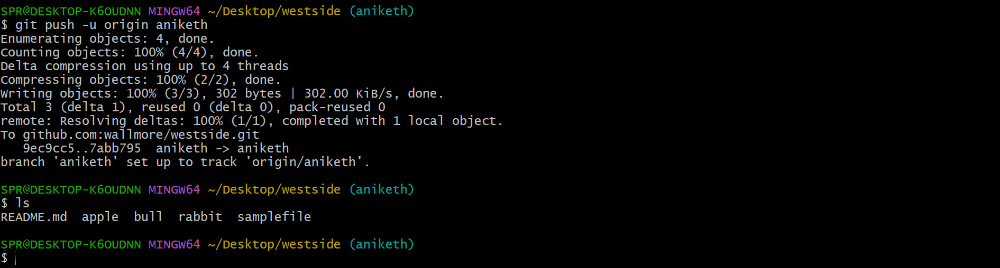 SPR@DESKTOP-K6OUDNN MINGW64 ~/Desktop/westside (aniketh)
$ git push -u origin aniketh
Enumerating objects: 4, done.
Counting objects: 100% (4/4), done.
Delta compression using up to 4 threads
Compressing objects: 100% (2/2), done.
Writing objects: 100% (3/3), 302 bytes | 302.00 KiB/s, done.
Total 3 (delta 1), reused 0 (delta 0), pack-reused 0
remote: Resolving deltas: 100% (1/1), completed with 1 local object.
To github.com:wallmore/westside.git
   9ec9cc5..7abb795  aniketh -> aniketh
branch 'aniketh' set up to track 'origin/aniketh'.

SPR@DESKTOP-K6OUDNN MINGW64 ~/Desktop/westside (aniketh)
$ ls
README.md  apple  bull  rabbit  samplefile

SPR@DESKTOP-K6OUDNN MINGW64 ~/Desktop/westside (aniketh)
$